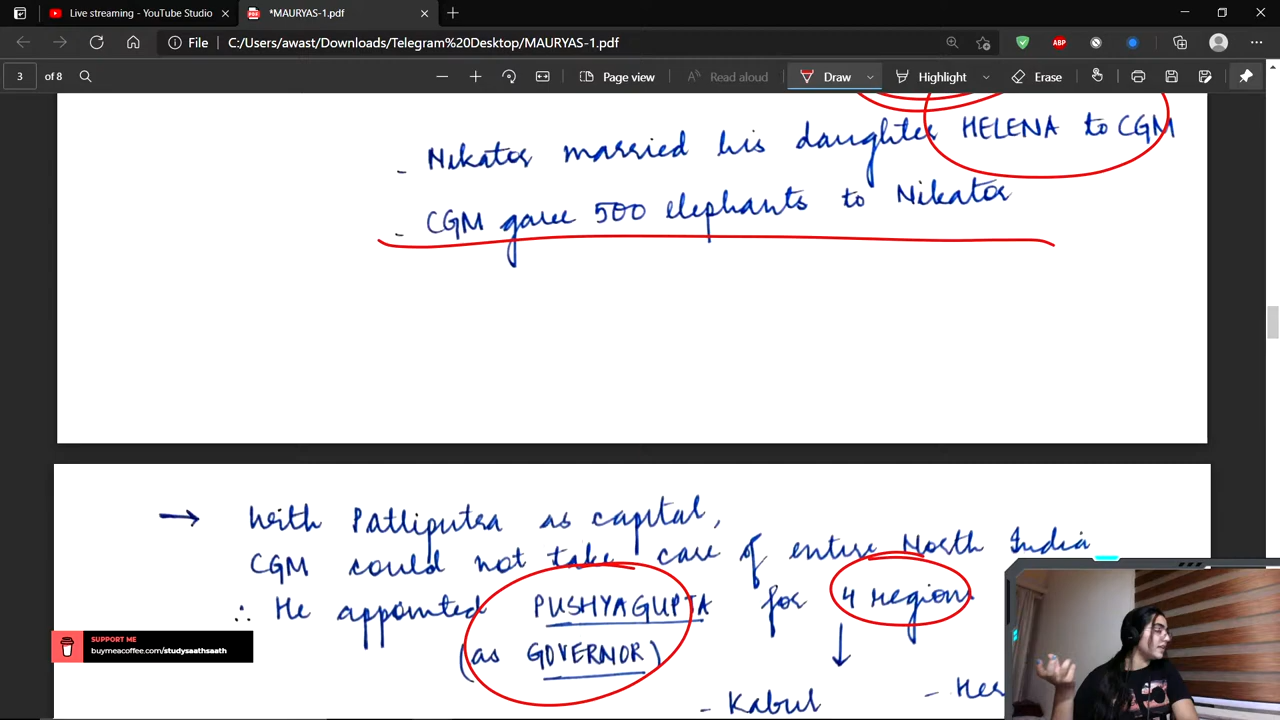 Live streaming - YouTube Studio
*MAURYAS-1.pdf
File
C:/Users/awast/Downloads/Telegram%20Desktop/MAURYAS-1.pdf
ABP
3
of 8
Page view
Read aloud
Draw
Highlight
Erase
- Nikator married his daughter HELENA to CGM
- CGM gave 500 elephants to Nikator
→ With Patliputra as capital,
CGM could not take care of entire North India
∴ He appointed PUSHYAGUPTA for 4 regions
(as GOVERNOR)
↓
- Kabul
- Her
SUPPORT ME
buymeacoffee.com/studysaathsaath